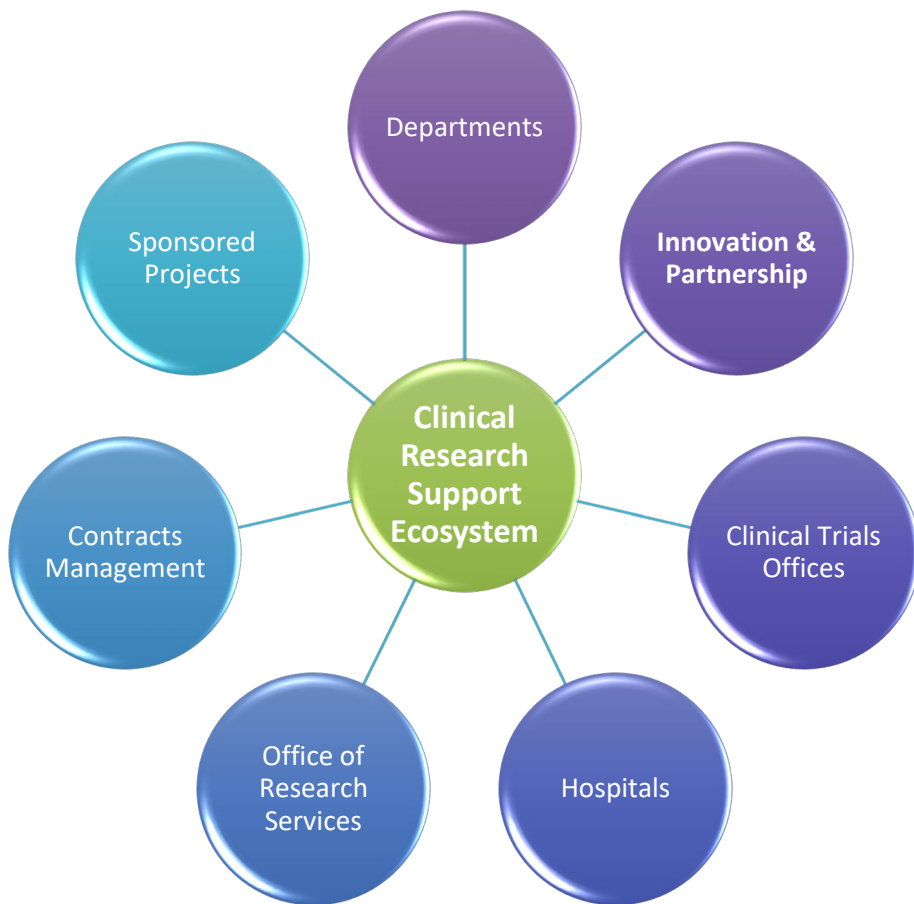 Departments
Innovation &
Partnership
Clinical Trials
Offices
Hospitals
Office of
Research
Services
Contracts
Management
Sponsored
Projects
Clinical
Research
Support
Ecosystem